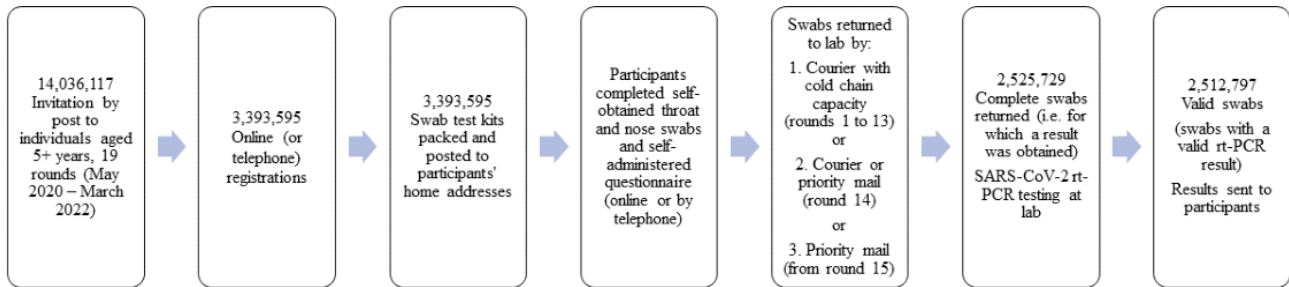 14,036,117
Invitation by
post to
individuals aged
5+ years, 19
rounds (May
2020 – March
2022)
3,393,595
Online (or
telephone)
registrations
3,393,595
Swab test kits
packed and
posted to
participants'
home addresses
Participants
completed self-
obtained throat
and nose swabs
and self-
administered
questionnaire
(online or by
telephone)
Swabs returned
to lab by:
1. Courier with
cold chain
capacity
(rounds 1 to 13)
or
2. Courier or
priority mail
(round 14)
or
3. Priority mail
(from round 15)
2,525,729
Complete swabs
returned (i.e. for
which a result
was obtained)
SARS-CoV-2 rt-
PCR testing at
lab
2,512,797
Valid swabs
(swabs with a
valid rt-PCR
result)
Results sent to
participants